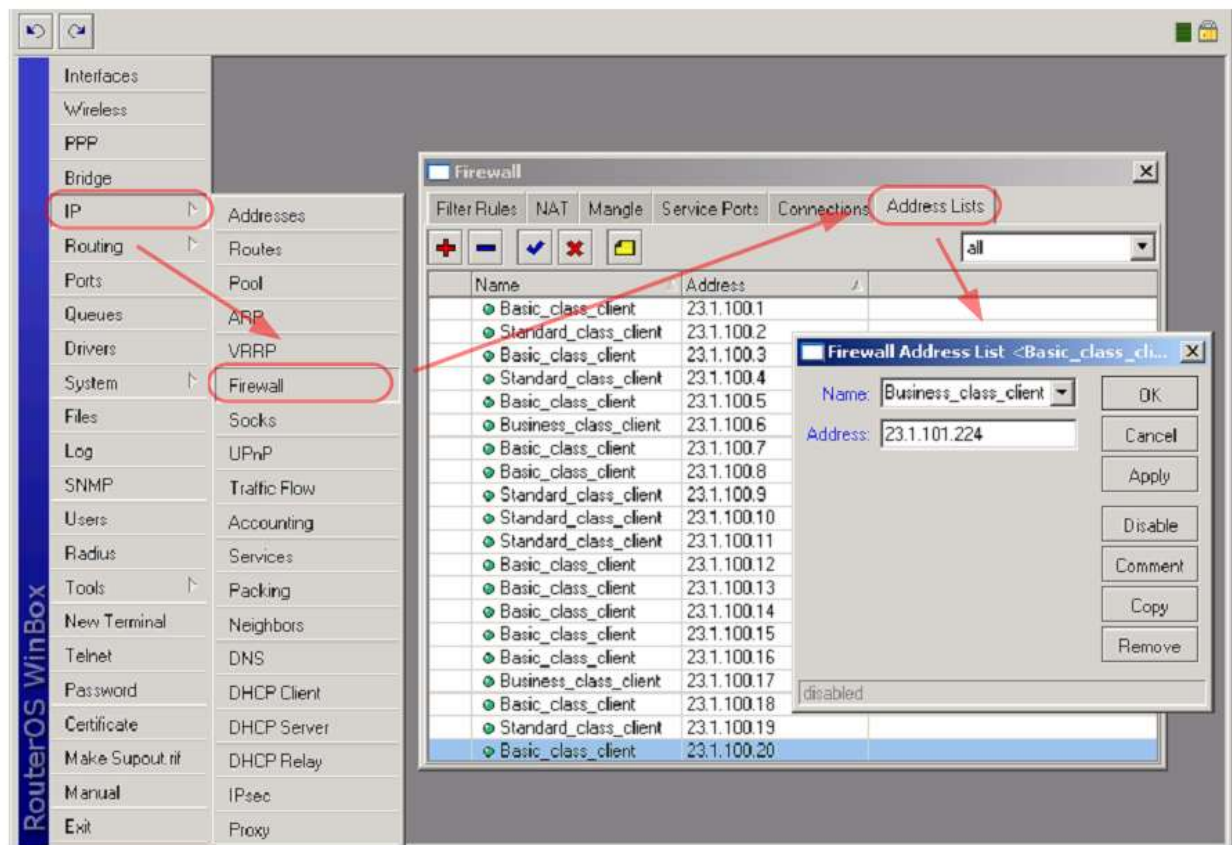 Interfaces
Wireless
PPP
Bridge
IP
Routing
Ports
Queues
Drivers
System
Files
Log
SNMP
Users
Radius
Tools
New Terminal
Telnet
Password
Certificate
Make Supout.rif
Manual
Exit
RouterOS WinBox
Addresses
Routes
Pool
ARP
VRRP
Firewall
Socks
UPnP
Traffic Flow
Accounting
Services
Packing
Neighbors
DNS
DHCP Client
DHCP Server
DHCP Relay
IPsec
Proxy
Firewall
Filter Rules NAT Mangle Service Ports Connections Address Lists
all
Name Address
Basic_class_client 23.1.100.1
Standard_class_client 23.1.100.2
Basic_class_client 23.1.100.3
Standard_class_client 23.1.100.4
Basic_class_client 23.1.100.5
Business_class_client 23.1.100.6
Basic_class_client 23.1.100.7
Basic_class_client 23.1.100.8
Standard_class_client 23.1.100.9
Standard_class_client 23.1.100.10
Standard_class_client 23.1.100.11
Basic_class_client 23.1.100.12
Basic_class_client 23.1.100.13
Basic_class_client 23.1.100.14
Basic_class_client 23.1.100.15
Basic_class_client 23.1.100.16
Business_class_client 23.1.100.17
Basic_class_client 23.1.100.18
Standard_class_client 23.1.100.19
Basic_class_client 23.1.100.20
Firewall Address List <Basic_class_cli...
Name: Business_class_client
Address: 23.1.101.224
OK
Cancel
Apply
Disable
Comment
Copy
Remove
disabled